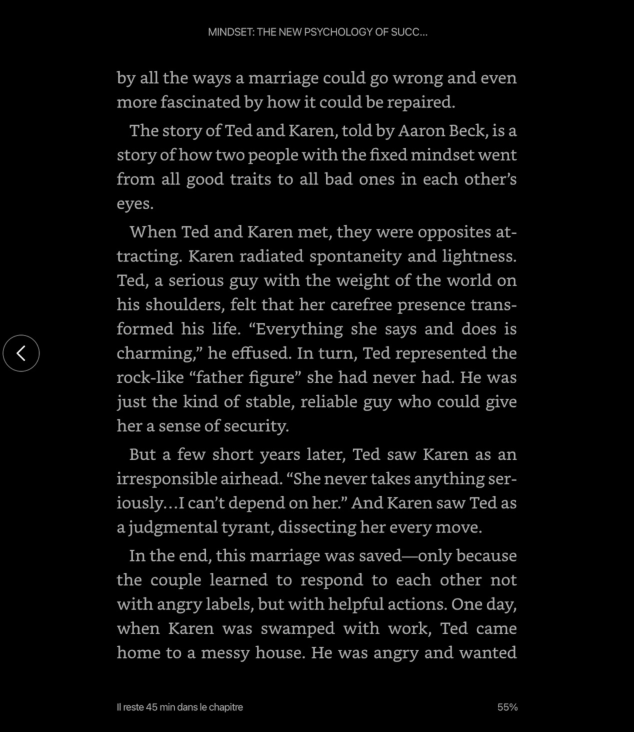 MINDSET: THE NEW PSYCHOLOGY OF SUCC...
by all the ways a marriage could go wrong and even
more fascinated by how it could be repaired.
The story of Ted and Karen, told by Aaron Beck, is a
story of how two people with the fixed mindset went
from all good traits to all bad ones in each other’s
eyes.
When Ted and Karen met, they were opposites at-
tracting. Karen radiated spontaneity and lightness.
Ted, a serious guy with the weight of the world on
his shoulders, felt that her carefree presence trans-
formed his life. “Everything she says and does is
charming,” he effused. In turn, Ted represented the
rock-like “father figure” she had never had. He was
just the kind of stable, reliable guy who could give
her a sense of security.
But a few short years later, Ted saw Karen as an
irresponsible airhead. “She never takes anything ser-
iously…I can’t depend on her.” And Karen saw Ted as
a judgmental tyrant, dissecting her every move.
In the end, this marriage was saved—only because
the couple learned to respond to each other not
with angry labels, but with helpful actions. One day,
when Karen was swamped with work, Ted came
home to a messy house. He was angry and wanted
Il reste 45 min dans le chapitre
55%